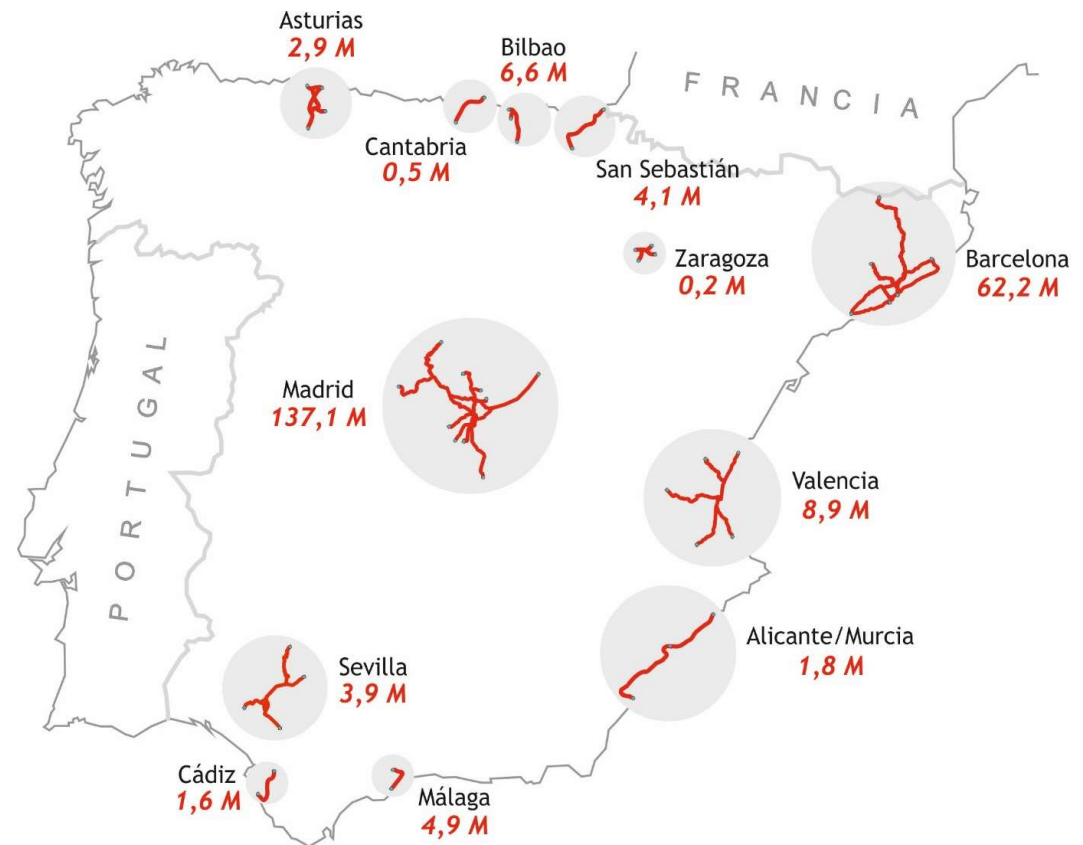 Asturias
2,9 M
Bilbao
6,6 M
FRANCIA
Cantabria
0,5 M
San Sebastián
4,1 M
Zaragoza
0,2 M
Barcelona
62,2 M
Madrid
137,1 M
PORTUGAL
Valencia
8,9 M
Alicante/Murcia
1,8 M
Sevilla
3,9 M
Cádiz
1,6 M
Málaga
4,9 M